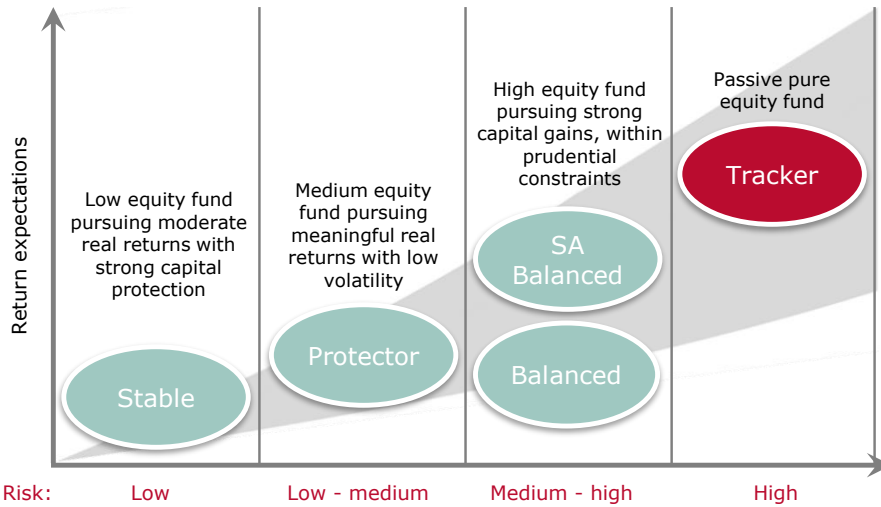 Return expectations
Low equity fund
pursuing moderate
real returns with
strong capital
protection
Stable
Medium equity
fund pursuing
meaningful real
returns with low
volatility
Protector
High equity fund
pursuing strong
capital gains, within
prudential
constraints
SA
Balanced
Balanced
Passive pure
equity fund
Tracker
Risk:
Low
Low - medium
Medium - high
High